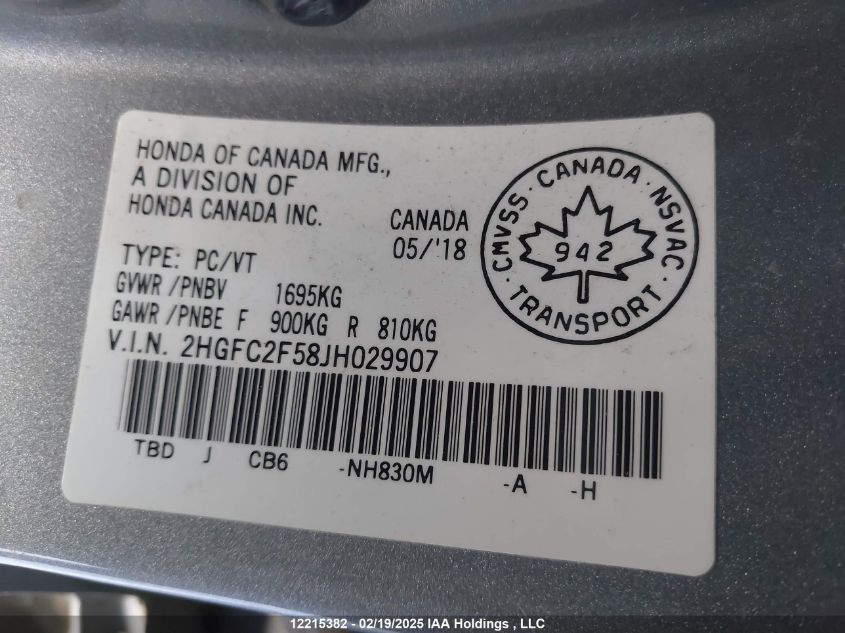 HONDA OF CANADA MFG.,
A DIVISION OF
HONDA CANADA INC.
CANADA
05/'18
TYPE: PC/VT
GVWR /PNBV 1695KG
GAWR /PNBE F 900KG R 810KG
V.I.N. 2HGFC2F58JH029907
TBD J CB6 -NH830M -A -H
CMVSS · CANADA · NSVAC
942
· TRANSPORT ·
12215382 - 02/19/2025 IAA Holdings , LLC